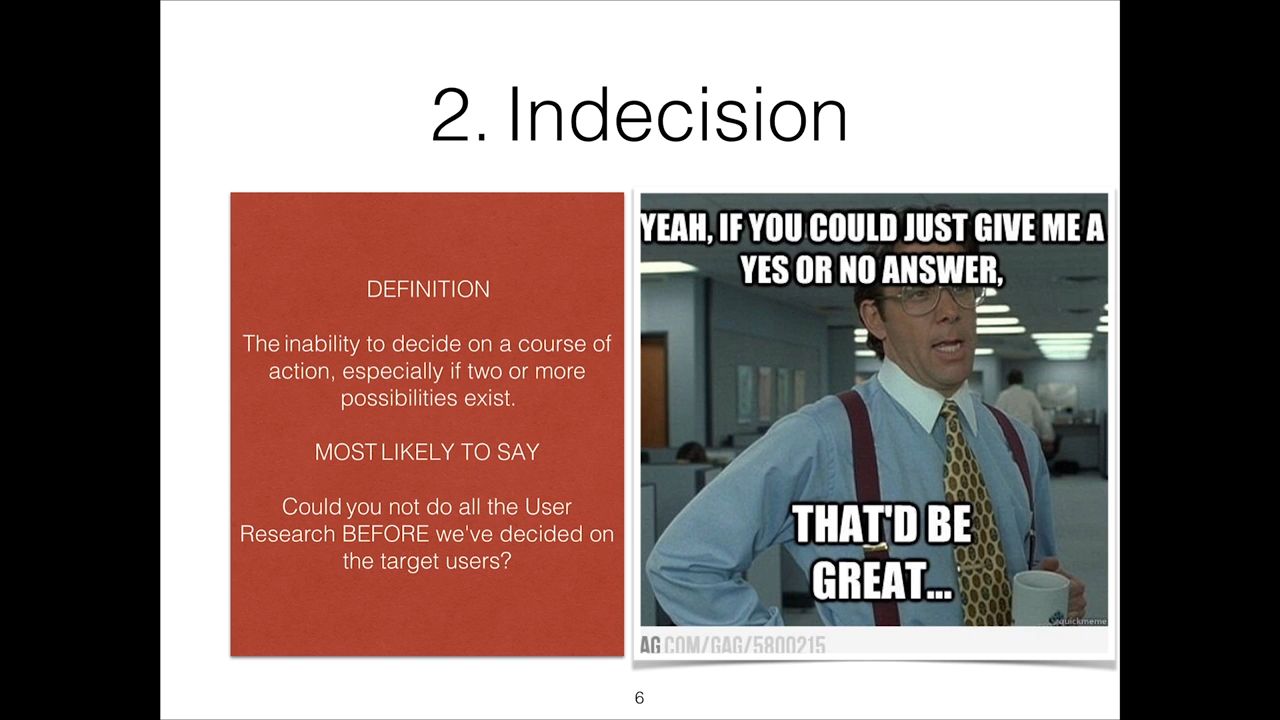 2. Indecision
DEFINITION
The inability to decide on a course of
action, especially if two or more
possibilities exist.
MOST LIKELY TO SAY
Could you not do all the User
Research BEFORE we've decided on
the target users?
YEAH, IF YOU COULD JUST GIVE ME A
YES OR NO ANSWER,
THAT'D BE
GREAT...
quickmeme
AG.COM/GAG/5800215
6